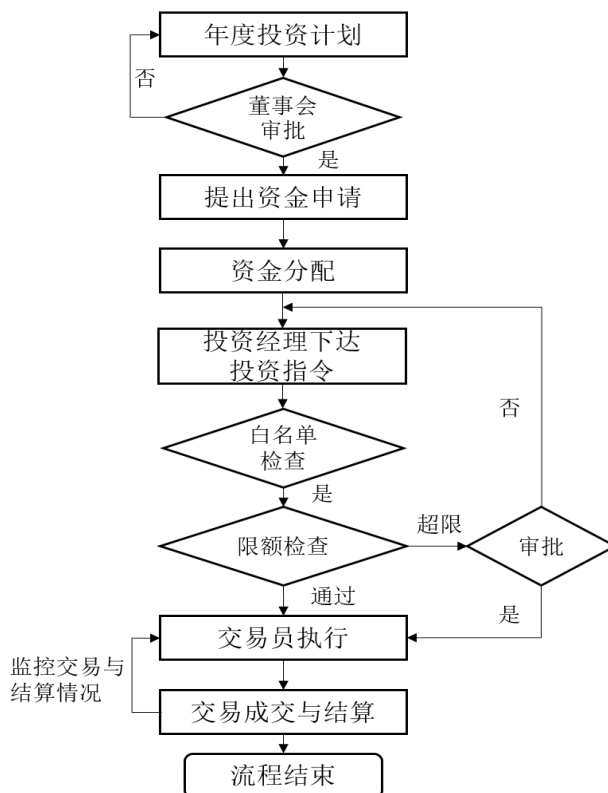 年度投资计划
否
董事会
审批
是
提出资金申请
资金分配
投资经理下达
投资指令
否
白名单
检查
是
超限
限额检查
审批
通过
是
交易员执行
监控交易与
结算情况
交易成交与结算
流程结束